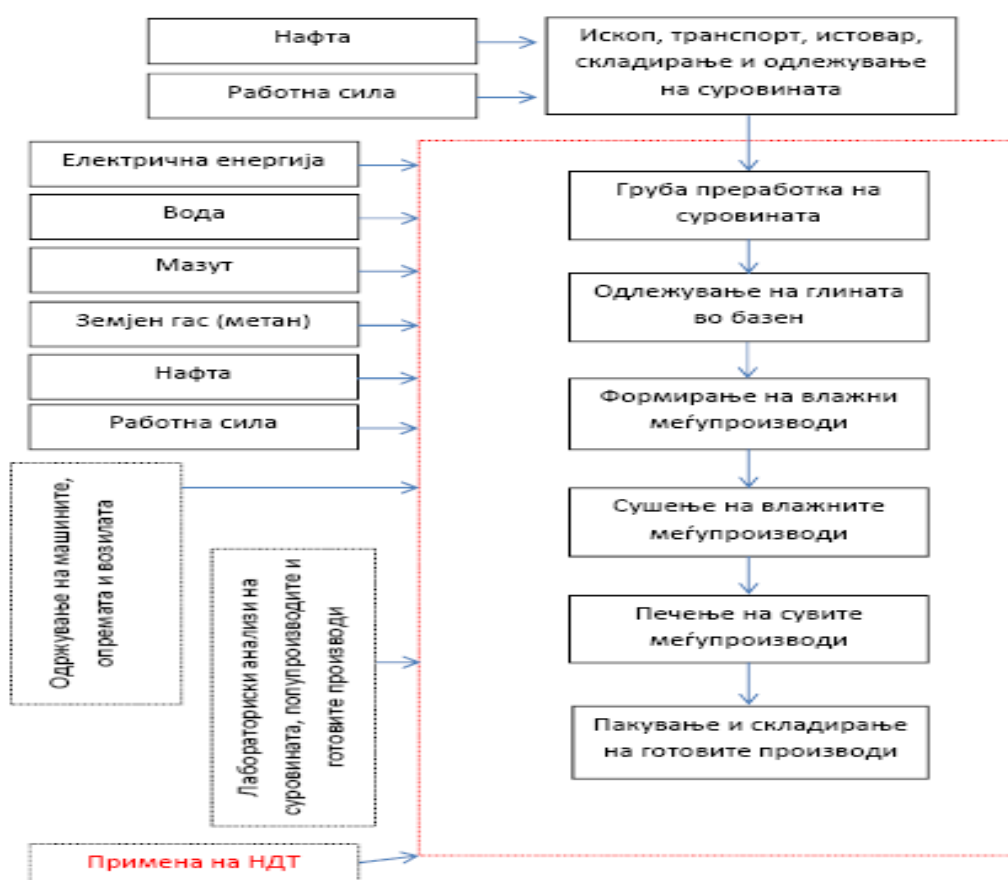 Нафта
Работна сила
Ископ, транспорт, истовар,
складирање и одлежување
на суровината
Електрична енергија
Вода
Мазут
Земјен гас (метан)
Нафта
Работна сила
Одржување на машините,
опремата и возилата
Лабораториски анализи на
суровината, полупроизводите и
готовите производи
Примена на НДТ
Груба преработка на
суровината
Одлежување на глината
во базен
Формирање на влажни
меѓупроизводи
Сушење на влажните
меѓупроизводи
Печење на сувите
меѓупроизводи
Пакување и складирање
на готовите производи